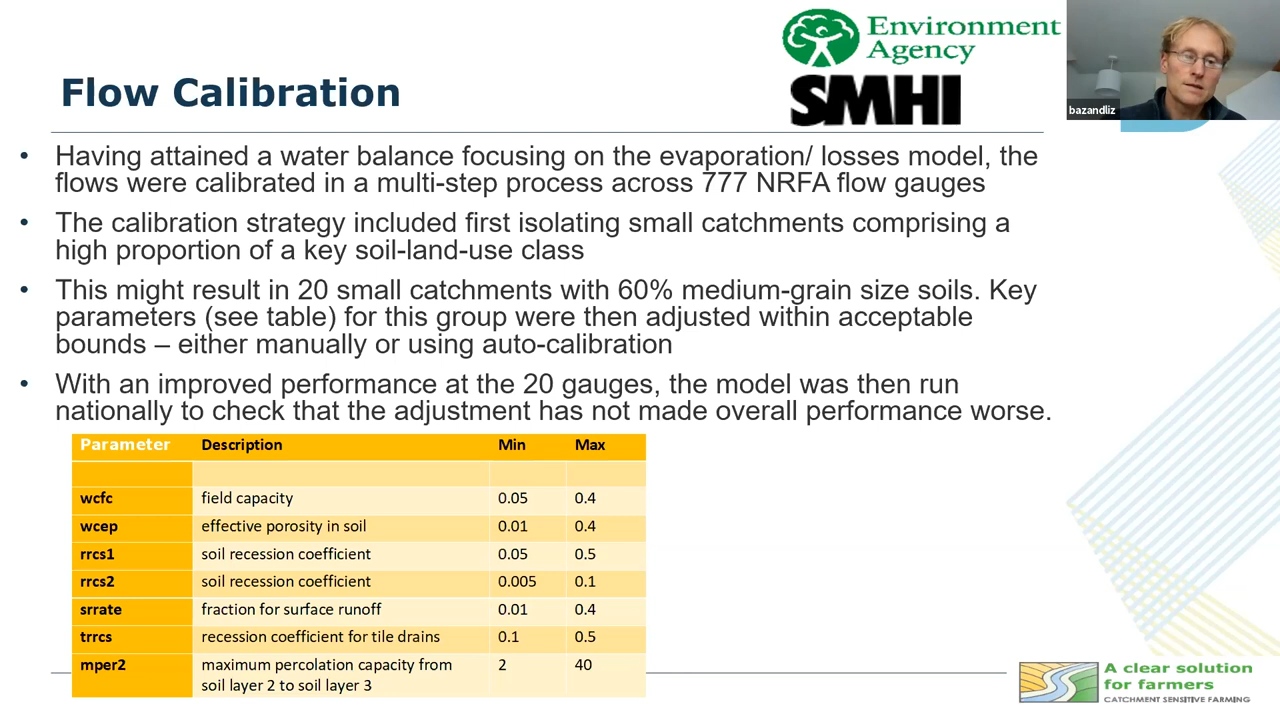 Environment
Agency
SMHI
bazandliz
Flow Calibration
• Having attained a water balance focusing on the evaporation/ losses model, the
flows were calibrated in a multi-step process across 777 NRFA flow gauges
• The calibration strategy included first isolating small catchments comprising a
high proportion of a key soil-land-use class
• This might result in 20 small catchments with 60% medium-grain size soils. Key
parameters (see table) for this group were then adjusted within acceptable
bounds – either manually or using auto-calibration
• With an improved performance at the 20 gauges, the model was then run
nationally to check that the adjustment has not made overall performance worse.
Parameter Description Min Max
wcfc field capacity 0.05 0.4
wcep effective porosity in soil 0.01 0.4
rrcs1 soil recession coefficient 0.05 0.5
rrcs2 soil recession coefficient 0.005 0.1
srrate fraction for surface runoff 0.01 0.4
trrcs recession coefficient for tile drains 0.1 0.5
mper2 maximum percolation capacity from 2 40
soil layer 2 to soil layer 3
A clear solution
for farmers
CATCHMENT SENSITIVE FARMING